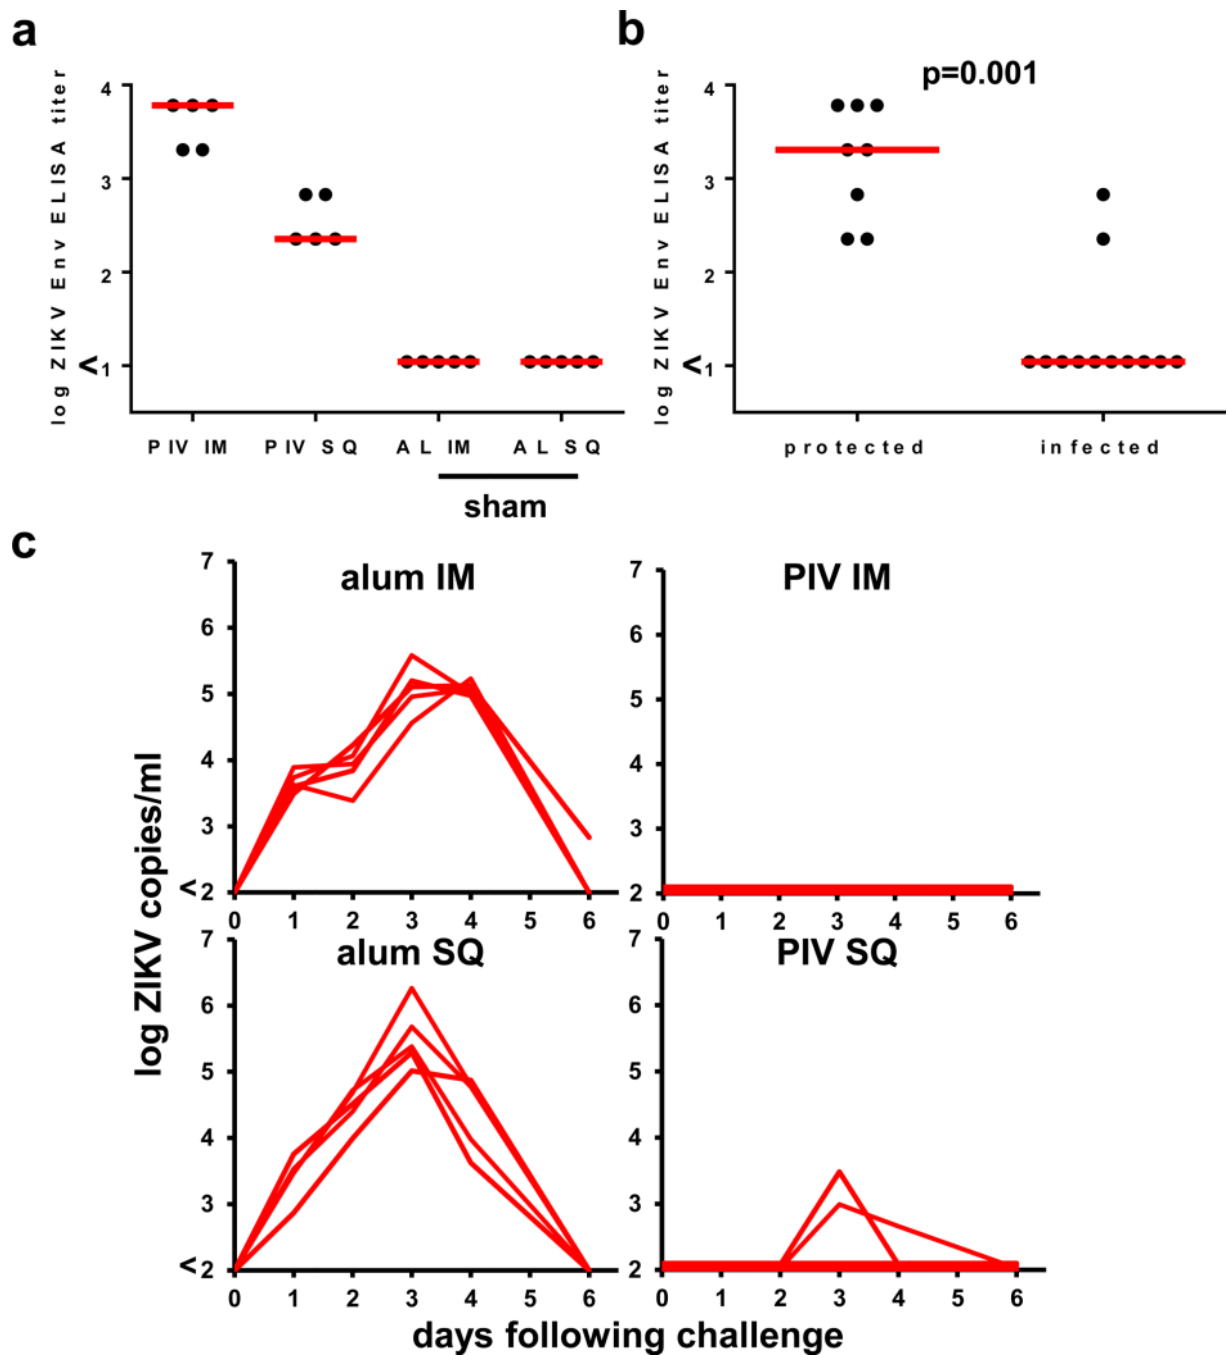 a
log ZIKV Env ELISA titer
4
3
2
<1
PIV IM
PIV SQ
AL IM
AL SQ
sham
b
p=0.001
log ZIKV Env ELISA titer
4
3
2
<1
protected
infected
c
log ZIKV copies/ml
alum IM
7
6
5
4
3
<2
0 1 2 3 4 5 6
PIV IM
7
6
5
4
3
2
0 1 2 3 4 5 6
alum SQ
7
6
5
4
3
<2
0 1 2 3 4 5 6
PIV SQ
7
6
5
4
3
2
0 1 2 3 4 5 6
days following challenge